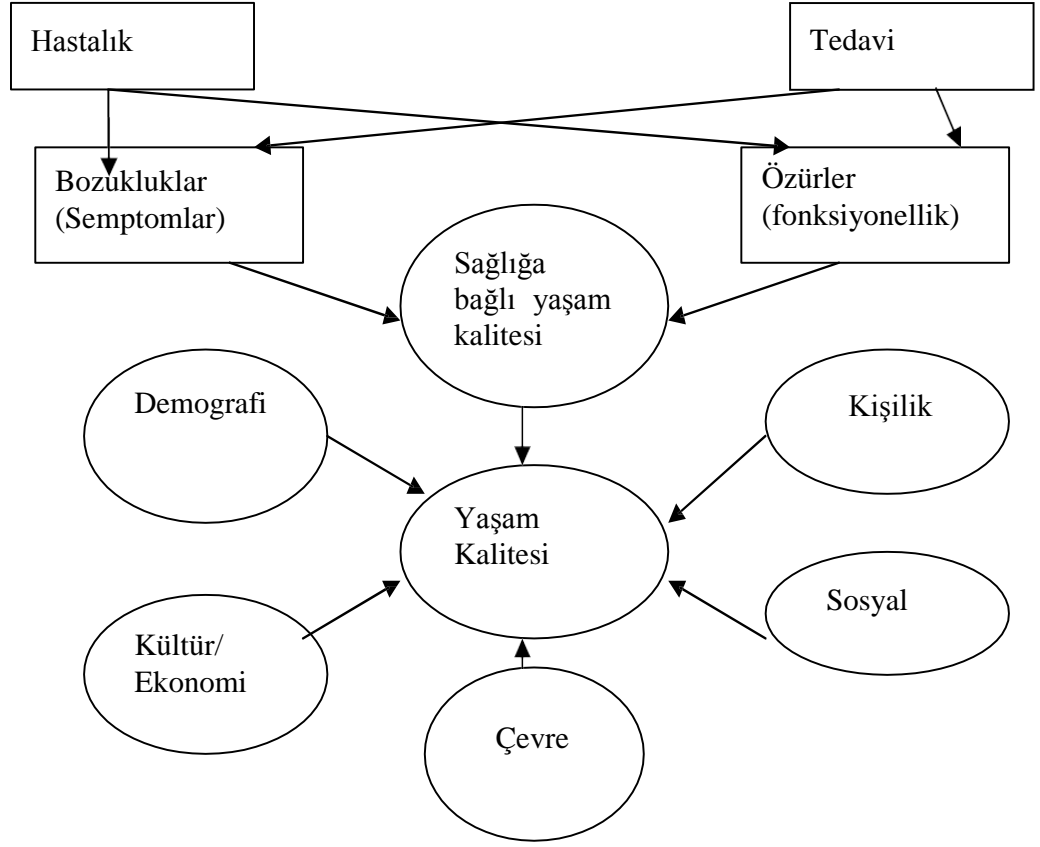 Hastalık
Tedavi
Bozukluklar
(Semptomlar)
Özürler
(fonksiyonellik)
Sağlığa
bağlı yaşam
kalitesi
Demografi
Kişilik
Yaşam
Kalitesi
Kültür/
Ekonomi
Sosyal
Çevre